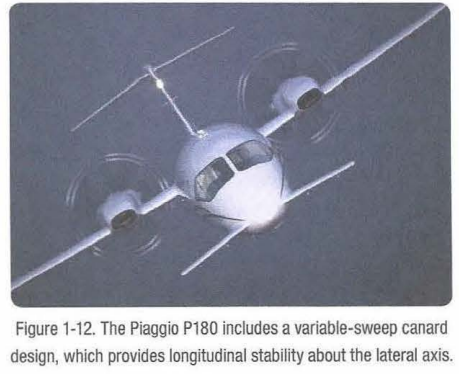 Figure 1-12. The Piaggio P180 includes a variable-sweep canard
design, which provides longitudinal stability about the lateral axis.